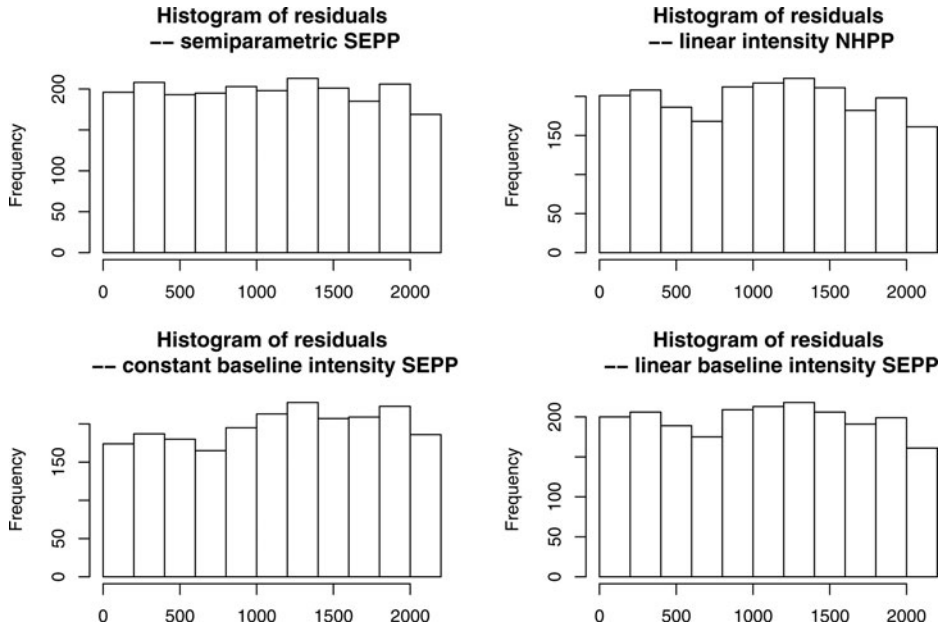 Histogram of residuals
−− semiparametric SEPP
Frequency
0 100 200
0 500 1000 1500 2000
Histogram of residuals
−− linear intensity NHPP
Frequency
0 50 150
0 500 1000 1500 2000
Histogram of residuals
−− constant baseline intensity SEPP
Frequency
0 50 150
0 500 1000 1500 2000
Histogram of residuals
−− linear baseline intensity SEPP
Frequency
0 50 100 200
0 500 1000 1500 2000